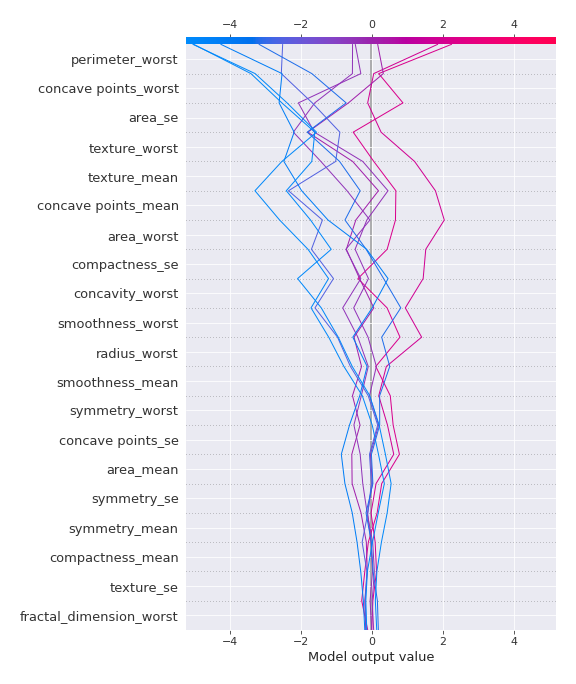 −4 −2 0 2 4
perimeter_worst
concave points_worst
area_se
texture_worst
texture_mean
concave points_mean
area_worst
compactness_se
concavity_worst
smoothness_worst
radius_worst
smoothness_mean
symmetry_worst
concave points_se
area_mean
symmetry_se
symmetry_mean
compactness_mean
texture_se
fractal_dimension_worst
−4 −2 0 2 4
Model output value